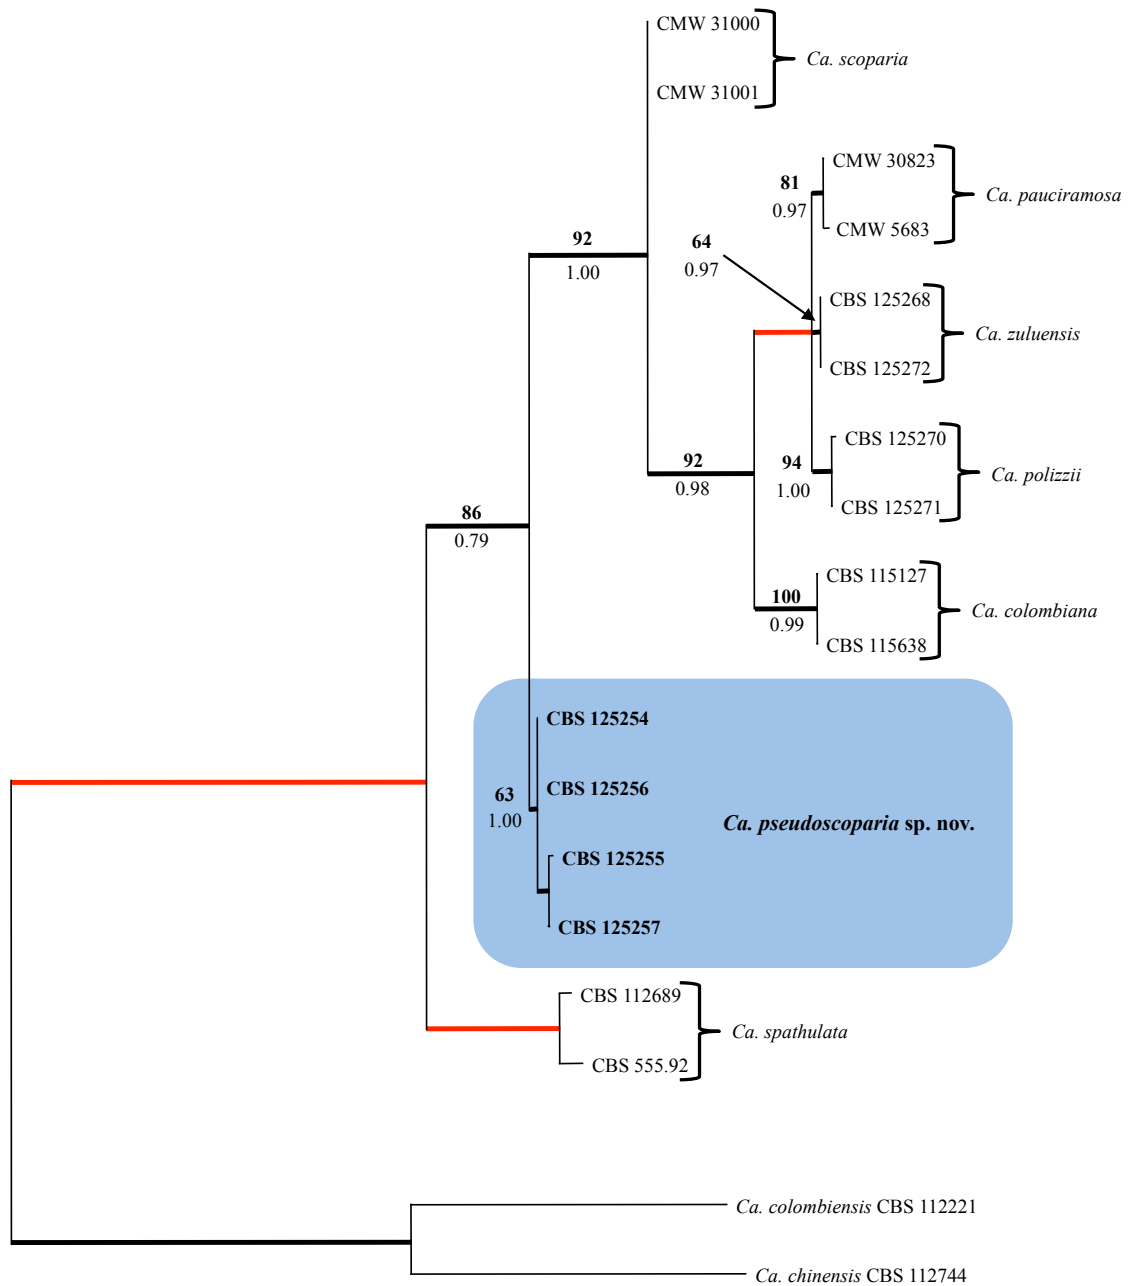 CMW 31000
Ca. scoparia
CMW 31001
CMW 30823
81
0.97
Ca. pauciramosa
CMW 5683
92
1.00
64
0.97
CBS 125268
Ca. zuluensis
CBS 125272
CBS 125270
92
0.98
94
1.00
Ca. polizzii
CBS 125271
86
0.79
CBS 115127
100
0.99
Ca. colombiana
CBS 115638
CBS 125254
CBS 125256
63
1.00
Ca. pseudoscoparia sp. nov.
CBS 125255
CBS 125257
CBS 112689
Ca. spathulata
CBS 555.92
Ca. colombiensis CBS 112221
Ca. chinensis CBS 112744